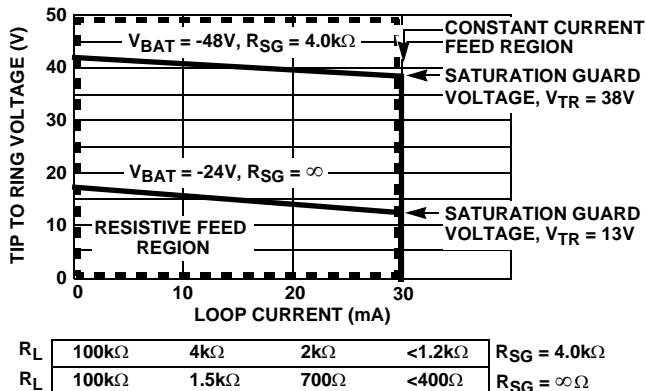 50
40
30
20
10
0
TIP TO RING VOLTAGE (V)
V_BAT = -48V, R_SG = 4.0kΩ
CONSTANT CURRENT
FEED REGION
SATURATION GUARD
VOLTAGE, V_TR = 38V
V_BAT = -24V, R_SG = ∞
RESISTIVE FEED
REGION
SATURATION GUARD
VOLTAGE, V_TR = 13V
0 10 20 30
LOOP CURRENT (mA)
R_L 100kΩ 4kΩ 2kΩ <1.2kΩ R_SG = 4.0kΩ
R_L 100kΩ 1.5kΩ 700Ω <400Ω R_SG = ∞Ω